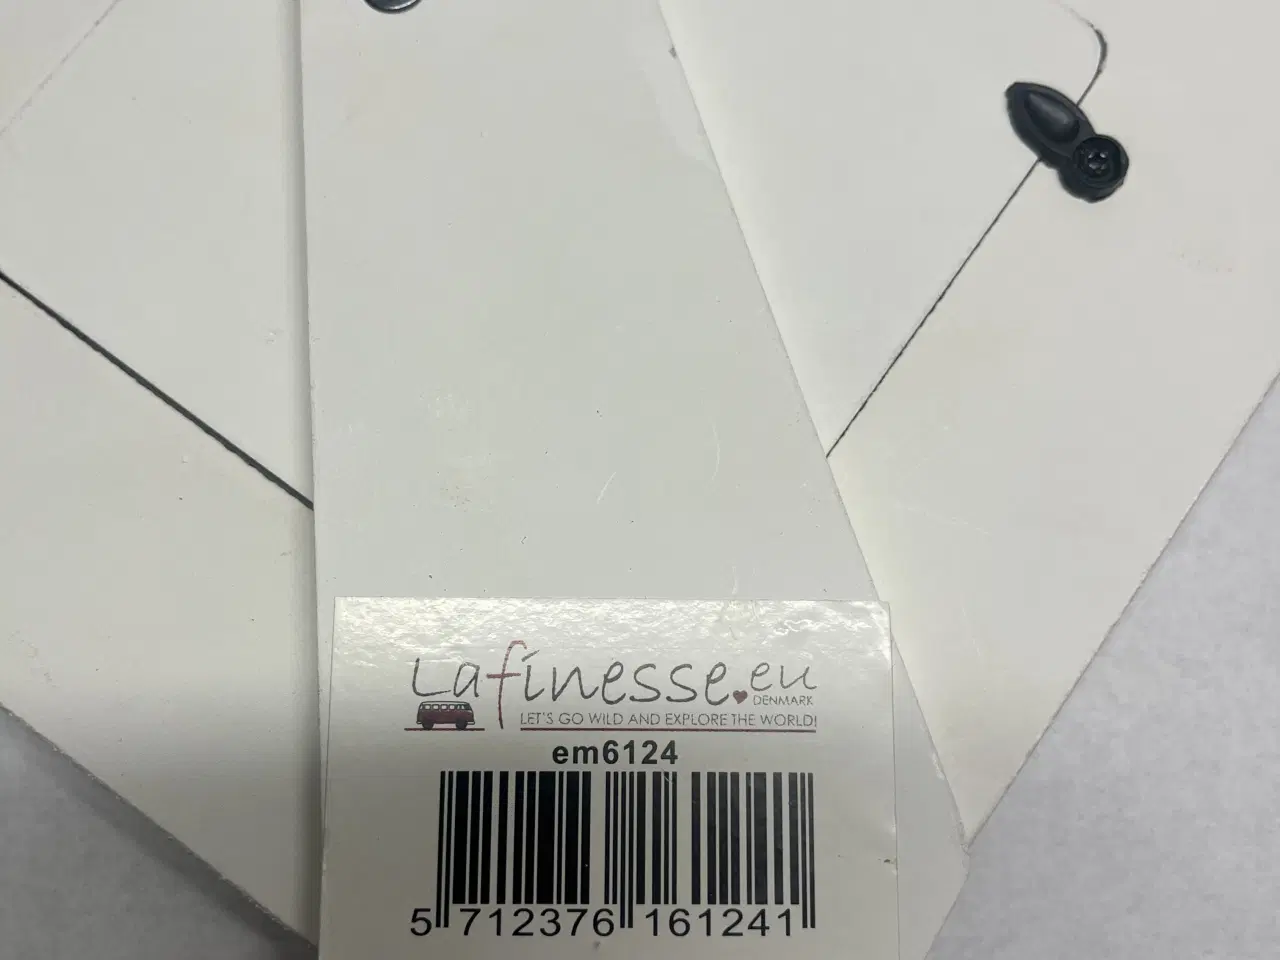 Lafinesse.eu
DENMARK
LET'S GO WILD AND EXPLORE THE WORLD!
em6124
5 712376 161241